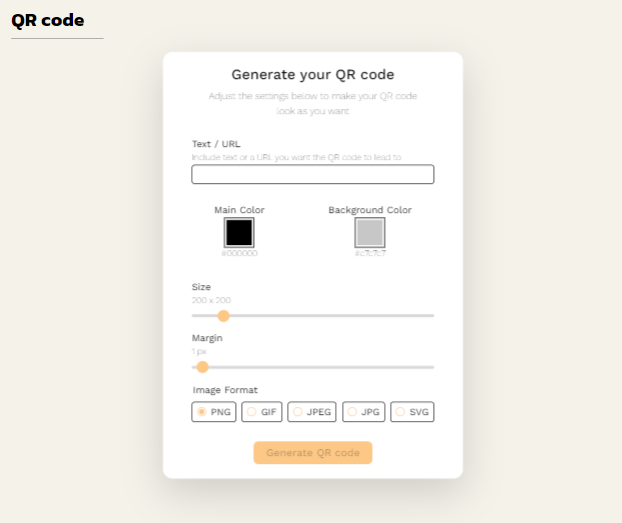 QR code
Generate your QR code
Adjust the settings below to make your QR code
look as you want
Text / URL
Include text or a URL you want the QR code to lead to
Main Color
Background Color
#000000
#c7c7c7
Size
200 x 200
Margin
1 px
Image Format
PNG
GIF
JPEG
JPG
SVG
Generate QR code